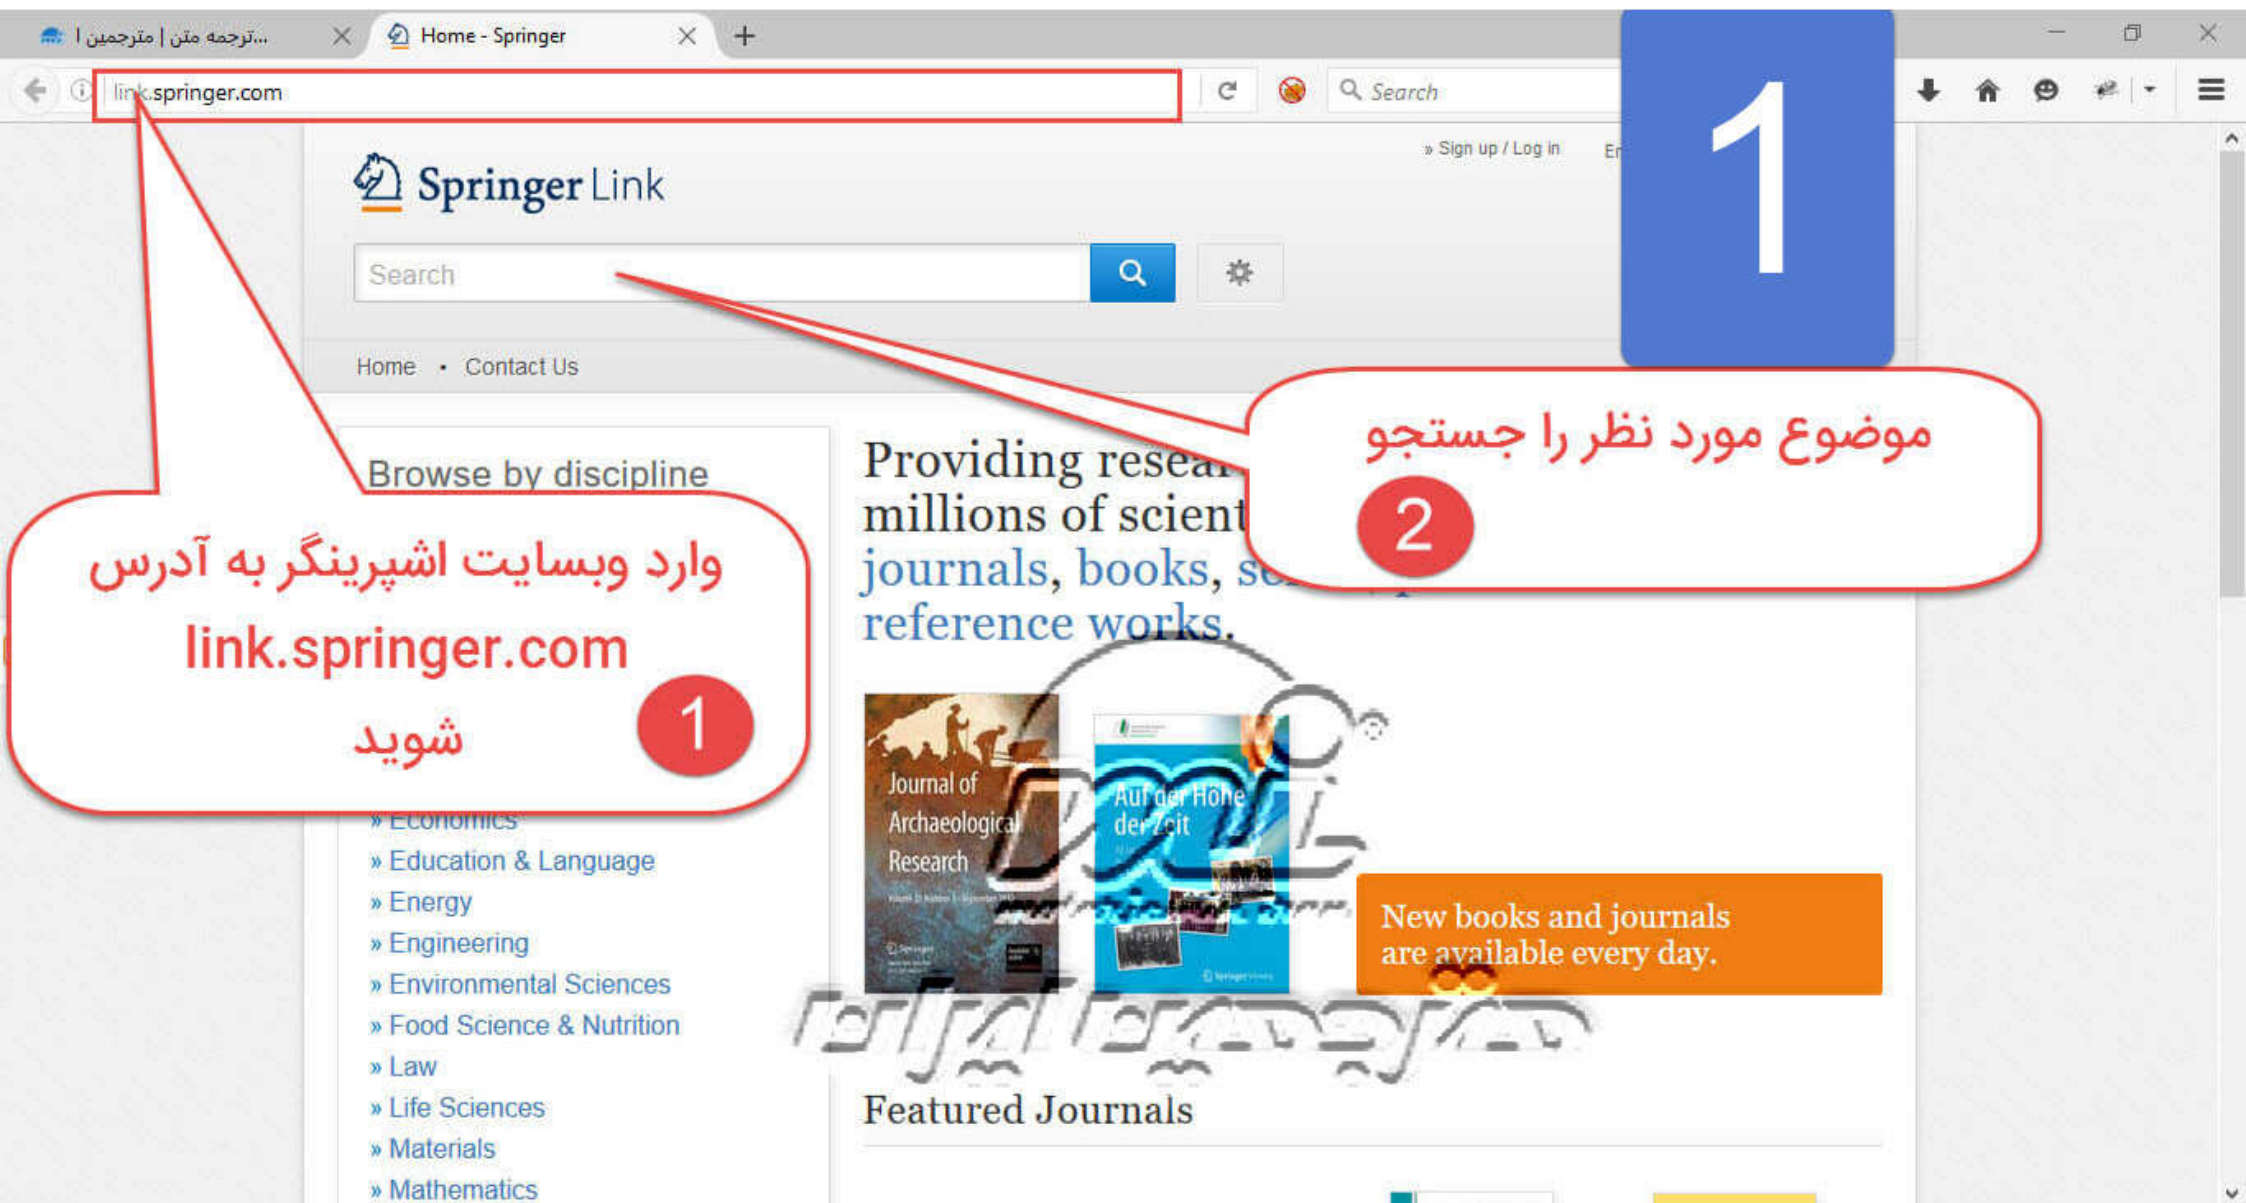 ترجمه متن | مترجمین ا...
Home - Springer
link.springer.com
Search
1
» Sign up / Log in
Springer Link
Search
Home • Contact Us
موضوع مورد نظر را جستجو
2
Browse by discipline
وارد وبسایت اشپرینگر به آدرس
link.springer.com
شوید
1
Providing
millions of
journals, books,
reference works.
» Economics
» Education & Language
» Energy
» Engineering
» Environmental Sciences
» Food Science & Nutrition
» Law
» Life Sciences
» Materials
» Mathematics
Journal of
Archaeological
Research
Auf der Höhe
der Zeit
New books and journals
are available every day.
مترجمین ایران
Featured Journals